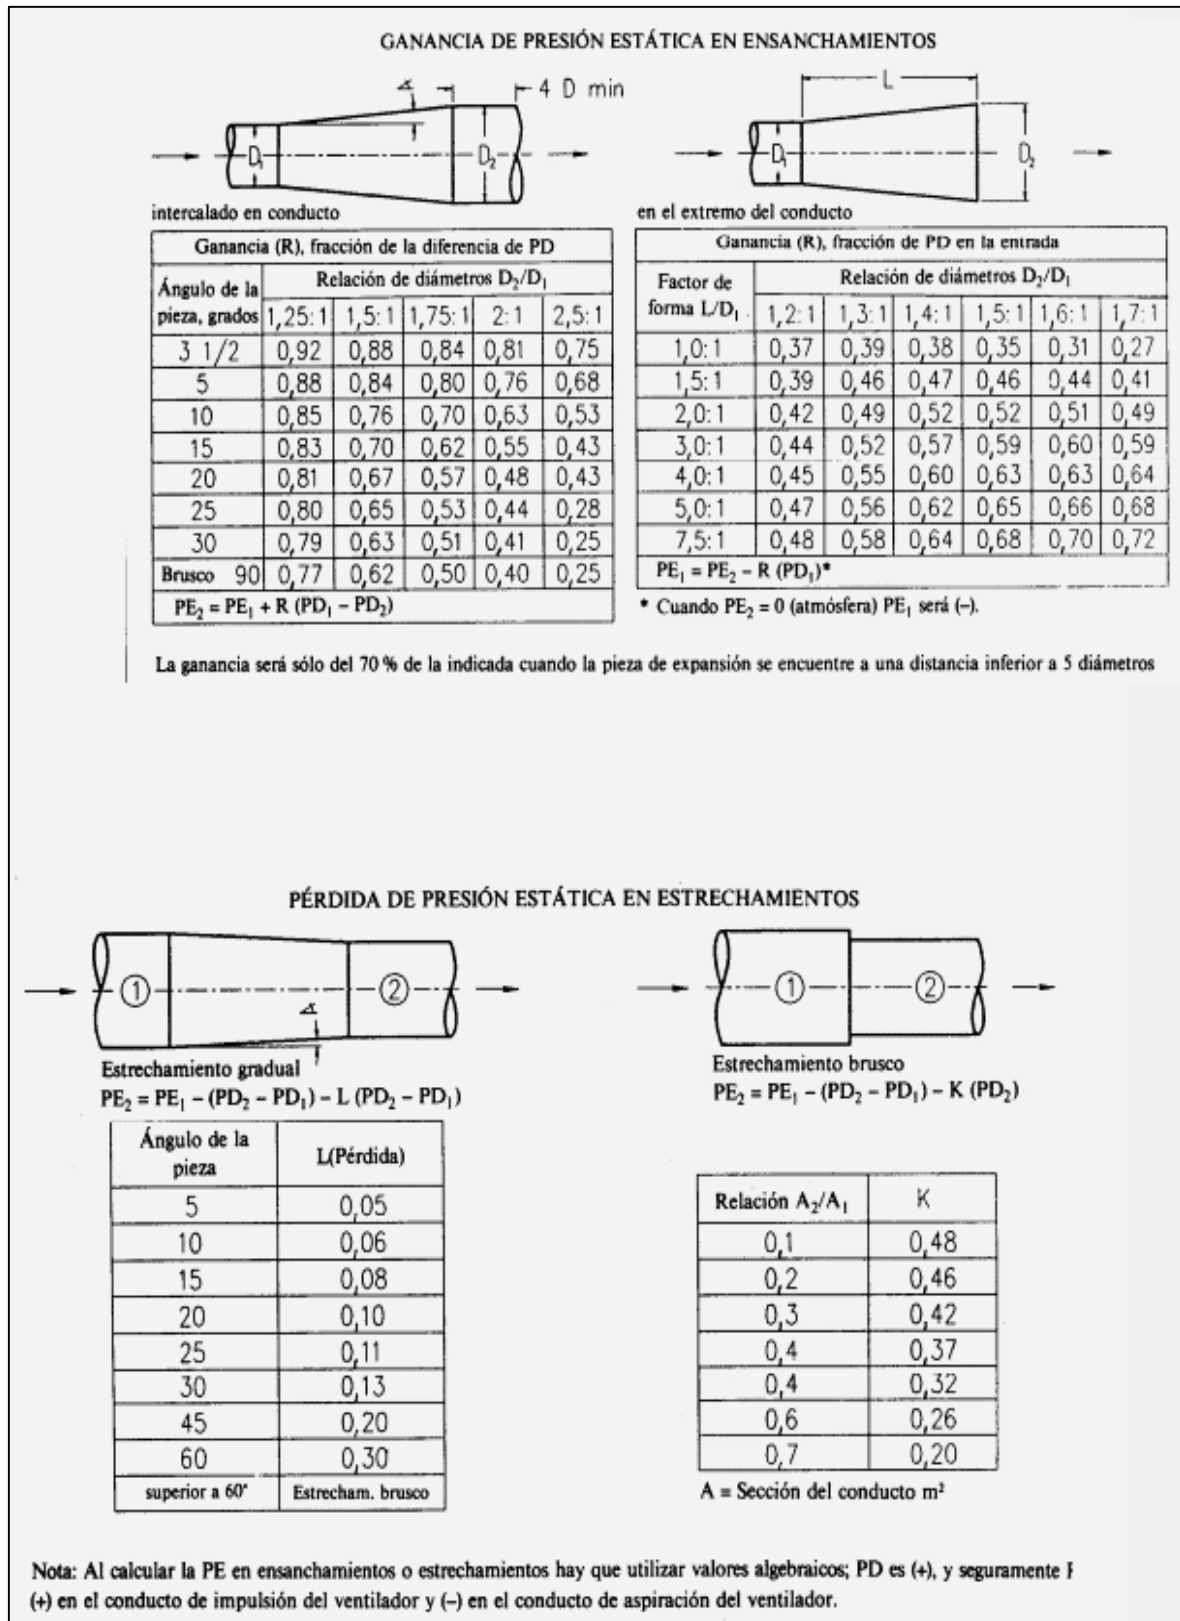 GANANCIA DE PRESIÓN ESTÁTICA EN ENSANCHAMIENTOS
4 D min
D₁
D₂
intercalado en conducto
L
D₁
D₂
en el extremo del conducto
Ganancia (R), fracción de la diferencia de PD
Ángulo de la pieza, grados
Relación de diámetros D₂/D₁
1,25:1 1,5:1 1,75:1 2:1 2,5:1
3 1/2 0,92 0,88 0,84 0,81 0,75
5 0,88 0,84 0,80 0,76 0,68
10 0,85 0,76 0,70 0,63 0,53
15 0,83 0,70 0,62 0,55 0,43
20 0,81 0,67 0,57 0,48 0,43
25 0,80 0,65 0,53 0,44 0,28
30 0,79 0,63 0,51 0,41 0,25
Brusco 90 0,77 0,62 0,50 0,40 0,25
PE₂ = PE₁ + R (PD₁ – PD₂)
Ganancia (R), fracción de PD en la entrada
Factor de forma L/D₁
Relación de diámetros D₂/D₁
1,2:1 1,3:1 1,4:1 1,5:1 1,6:1 1,7:1
1,0:1 0,37 0,39 0,38 0,35 0,31 0,27
1,5:1 0,39 0,46 0,47 0,46 0,44 0,41
2,0:1 0,42 0,49 0,52 0,52 0,51 0,49
3,0:1 0,44 0,52 0,57 0,59 0,60 0,59
4,0:1 0,45 0,55 0,60 0,63 0,63 0,64
5,0:1 0,47 0,56 0,62 0,65 0,66 0,68
7,5:1 0,48 0,58 0,64 0,68 0,70 0,72
PE₁ = PE₂ – R (PD₁)*
* Cuando PE₂ = 0 (atmósfera) PE₁ será (–).
La ganancia será sólo del 70 % de la indicada cuando la pieza de expansión se encuentre a una distancia inferior a 5 diámetros
PÉRDIDA DE PRESIÓN ESTÁTICA EN ESTRECHAMIENTOS
1
2
Estrechamiento gradual
PE₂ = PE₁ – (PD₂ – PD₁) – L (PD₂ – PD₁)
1
2
Estrechamiento brusco
PE₂ = PE₁ – (PD₂ – PD₁) – K (PD₂)
Ángulo de la pieza L(Pérdida)
5 0,05
10 0,06
15 0,08
20 0,10
25 0,11
30 0,13
45 0,20
60 0,30
superior a 60° Estrecham. brusco
Relación A₂/A₁ K
0,1 0,48
0,2 0,46
0,3 0,42
0,4 0,37
0,4 0,32
0,6 0,26
0,7 0,20
A = Sección del conducto m²
Nota: Al calcular la PE en ensanchamientos o estrechamientos hay que utilizar valores algebraicos; PD es (+), y seguramente
(+) en el conducto de impulsión del ventilador y (–) en el conducto de aspiración del ventilador.